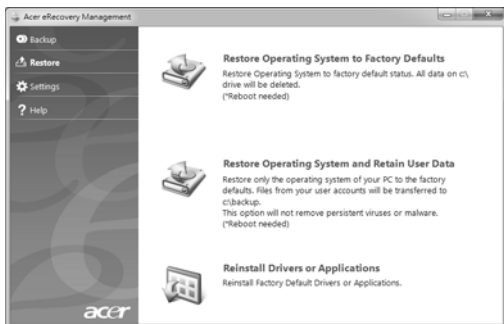 Acer eRecovery Management
Backup
Restore
Settings
Help
Restore Operating System to Factory Defaults
Restore Operating System to factory default status. All data on c\
drive will be deleted.
(*Reboot needed)
Restore Operating System and Retain User Data
Restore only the operating system of your PC to the factory
defaults. Files from your user accounts will be transferred to
c:\backup.
This option will not remove persistent viruses or malware.
(*Reboot needed)
Reinstall Drivers or Applications
Reinstall Factory Default Drivers or Applications.
acer